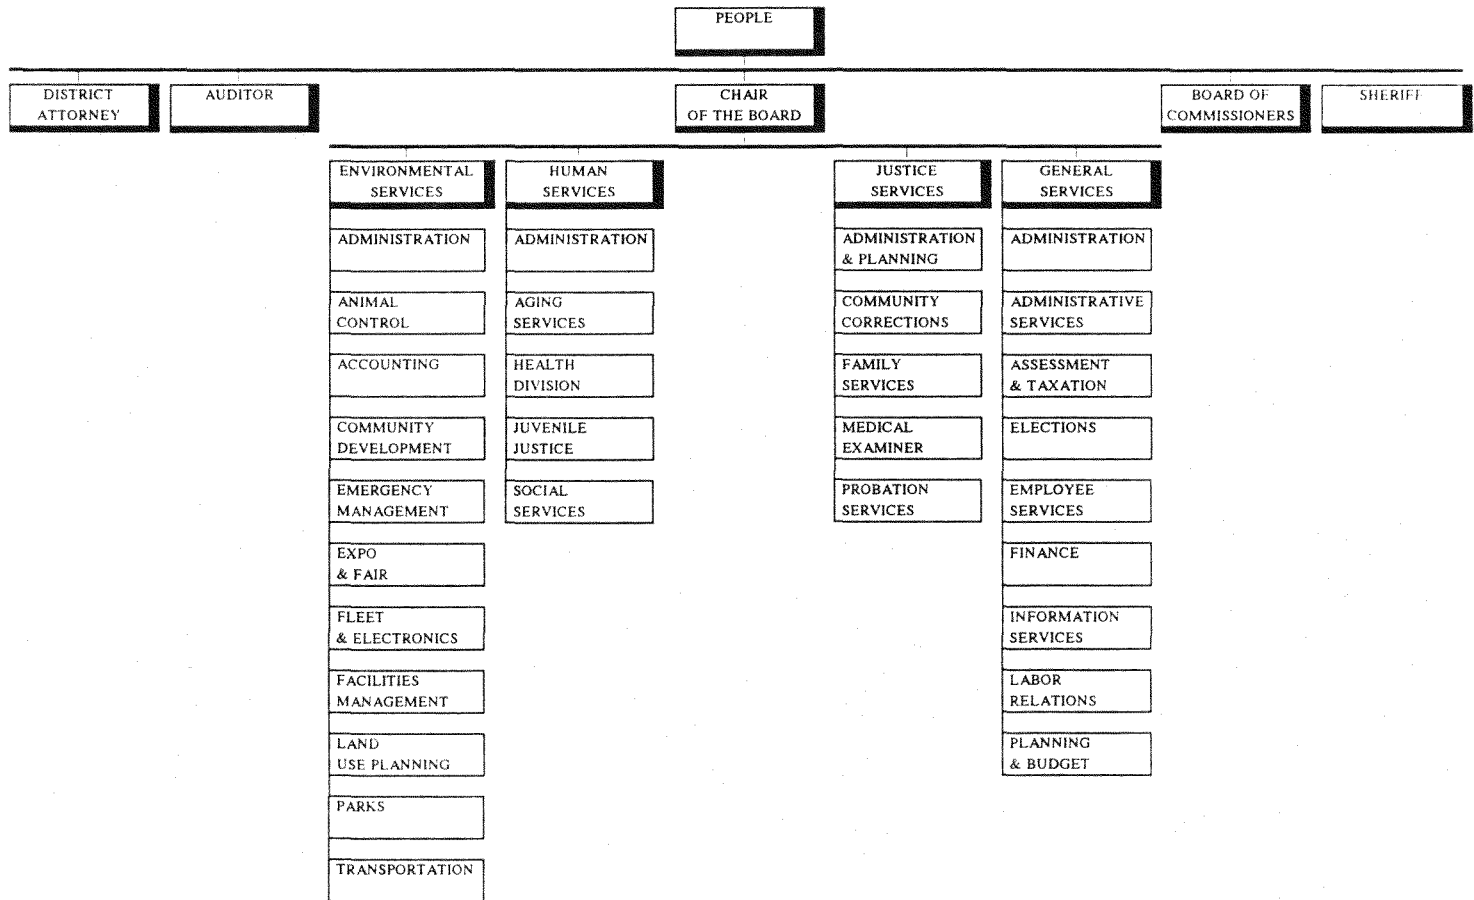 PEOPLE
DISTRICT
ATTORNEY
AUDITOR
CHAIR
OF THE BOARD
BOARD OF
COMMISSIONERS
SHERIFF
ENVIRONMENTAL
SERVICES
ADMINISTRATION
ANIMAL
CONTROL
ACCOUNTING
COMMUNITY
DEVELOPMENT
EMERGENCY
MANAGEMENT
EXPO
& FAIR
FLEET
& ELECTRONICS
FACILITIES
MANAGEMENT
LAND
USE PLANNING
PARKS
TRANSPORTATION
HUMAN
SERVICES
ADMINISTRATION
AGING
SERVICES
HEALTH
DIVISION
JUVENILE
JUSTICE
SOCIAL
SERVICES
JUSTICE
SERVICES
ADMINISTRATION
& PLANNING
COMMUNITY
CORRECTIONS
FAMILY
SERVICES
MEDICAL
EXAMINER
PROBATION
SERVICES
GENERAL
SERVICES
ADMINISTRATION
ADMINISTRATIVE
SERVICES
ASSESSMENT
& TAXATION
ELECTIONS
EMPLOYEE
SERVICES
FINANCE
INFORMATION
SERVICES
LABOR
RELATIONS
PLANNING
& BUDGET